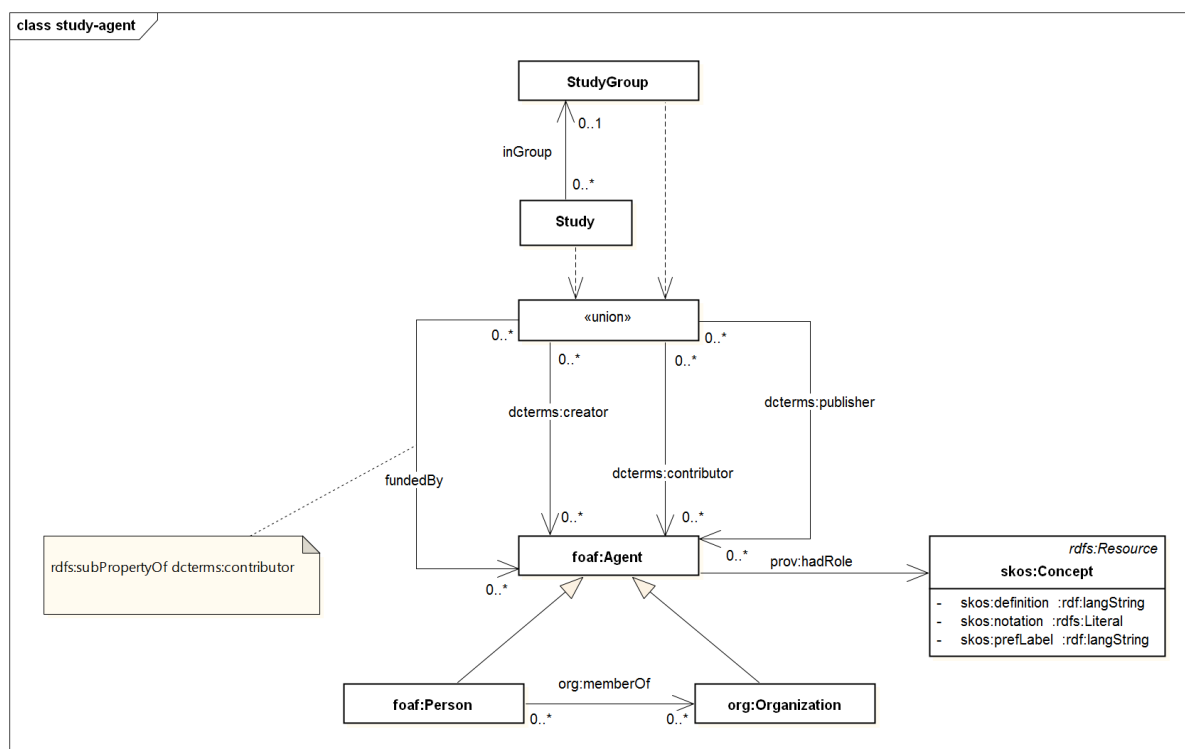 class study-agent
StudyGroup
0..1
inGroup
0..*
Study
«union»
0..*
0..*
0..*
0..*
dcterms:publisher
dcterms:creator
dcterms:contributor
fundedBy
0..*
0..*
foaf:Agent
0..*
prov:hadRole
0..*
rdfs:subPropertyOf dcterms:contributor
rdfs:Resource
skos:Concept
- skos:definition :rdf:langString
- skos:notation :rdfs:Literal
- skos:prefLabel :rdf:langString
org:memberOf
foaf:Person
org:Organization
0..*
0..*